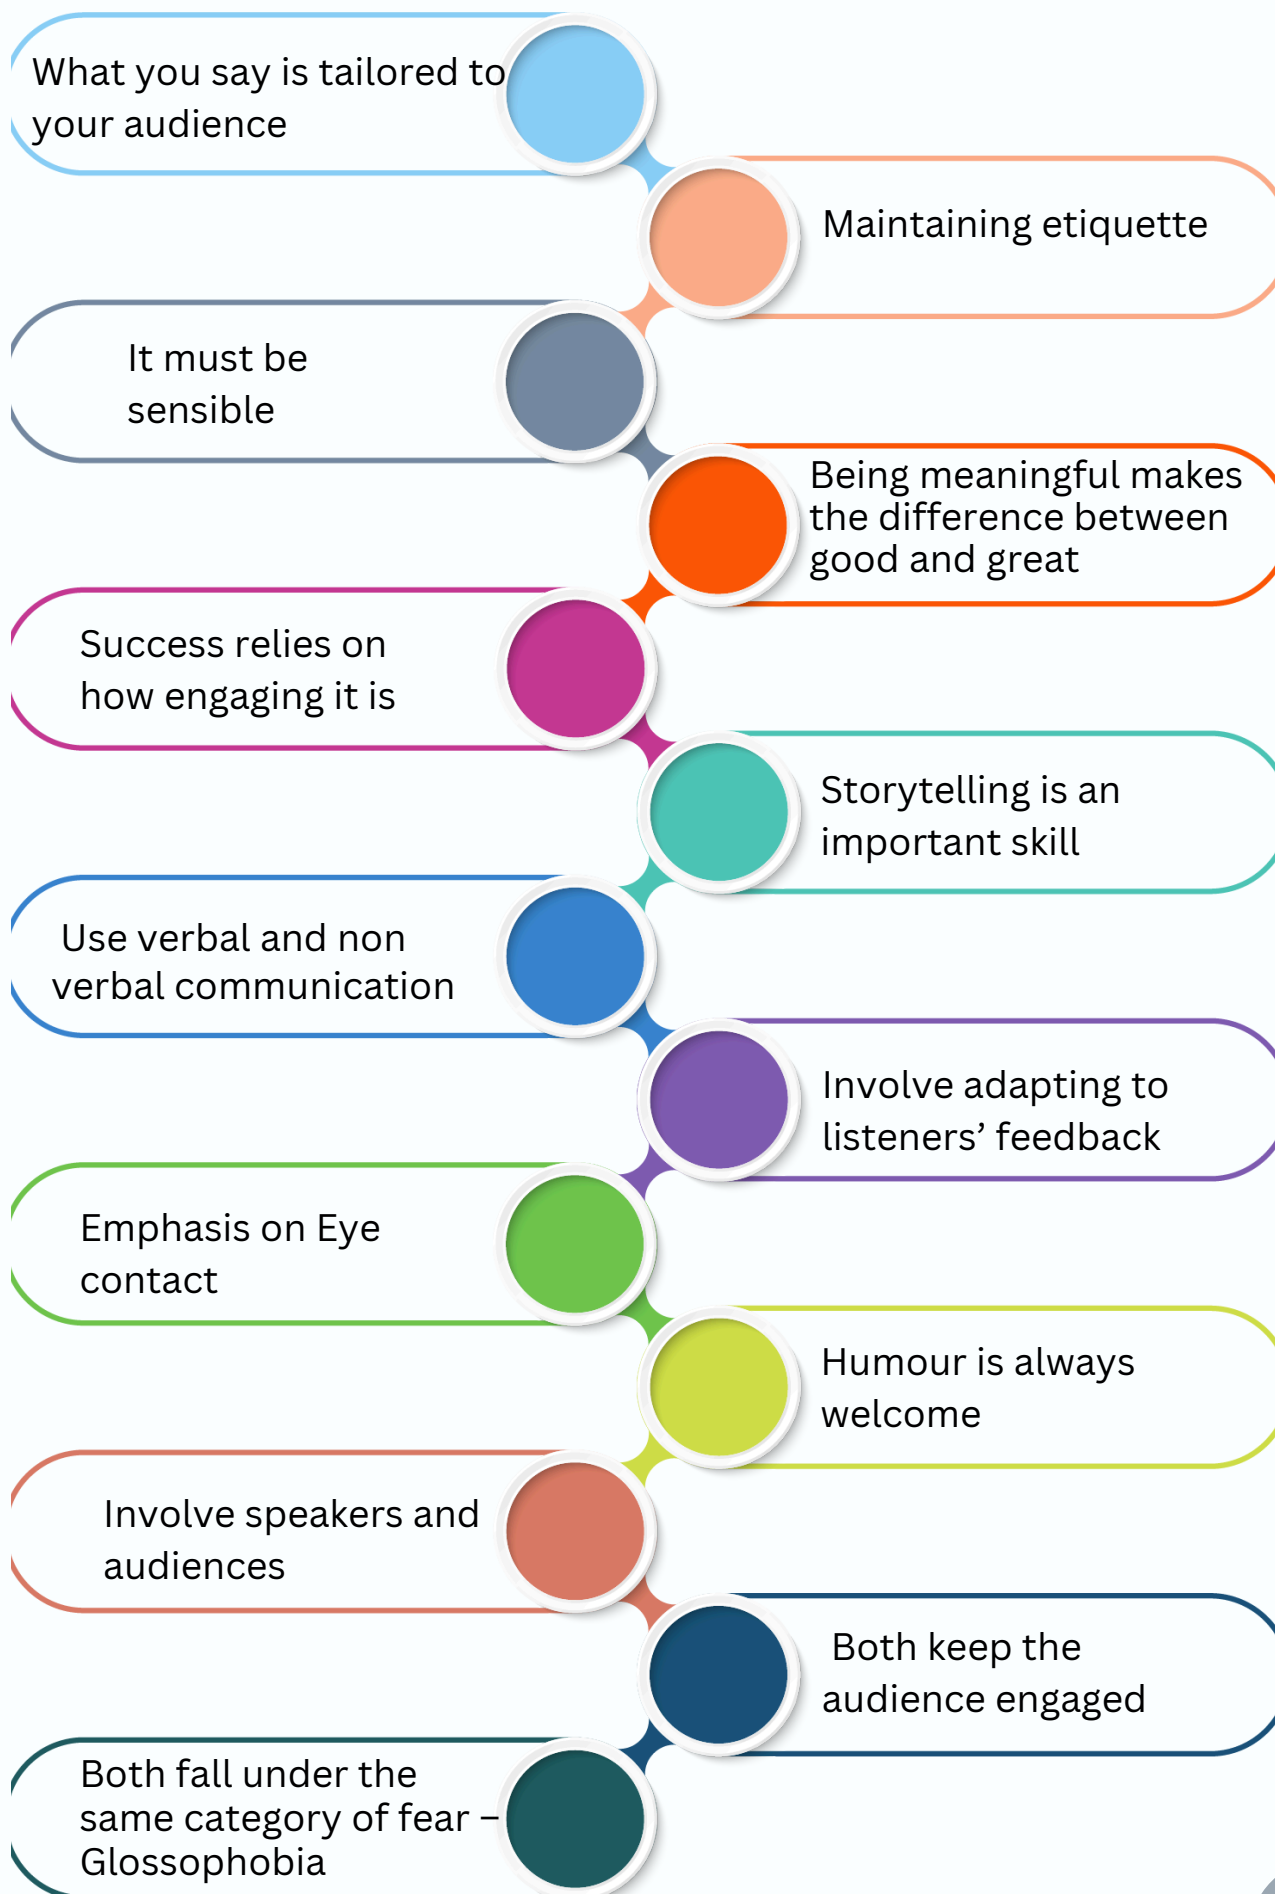 What you say is tailored to
your audience
Maintaining etiquette
It must be
sensible
Being meaningful makes
the difference between
good and great
Success relies on
how engaging it is
Storytelling is an
important skill
Use verbal and non
verbal communication
Involve adapting to
listeners’ feedback
Emphasis on Eye
contact
Humour is always
welcome
Involve speakers and
audiences
Both keep the
audience engaged
Both fall under the
same category of fear –
Glossophobia